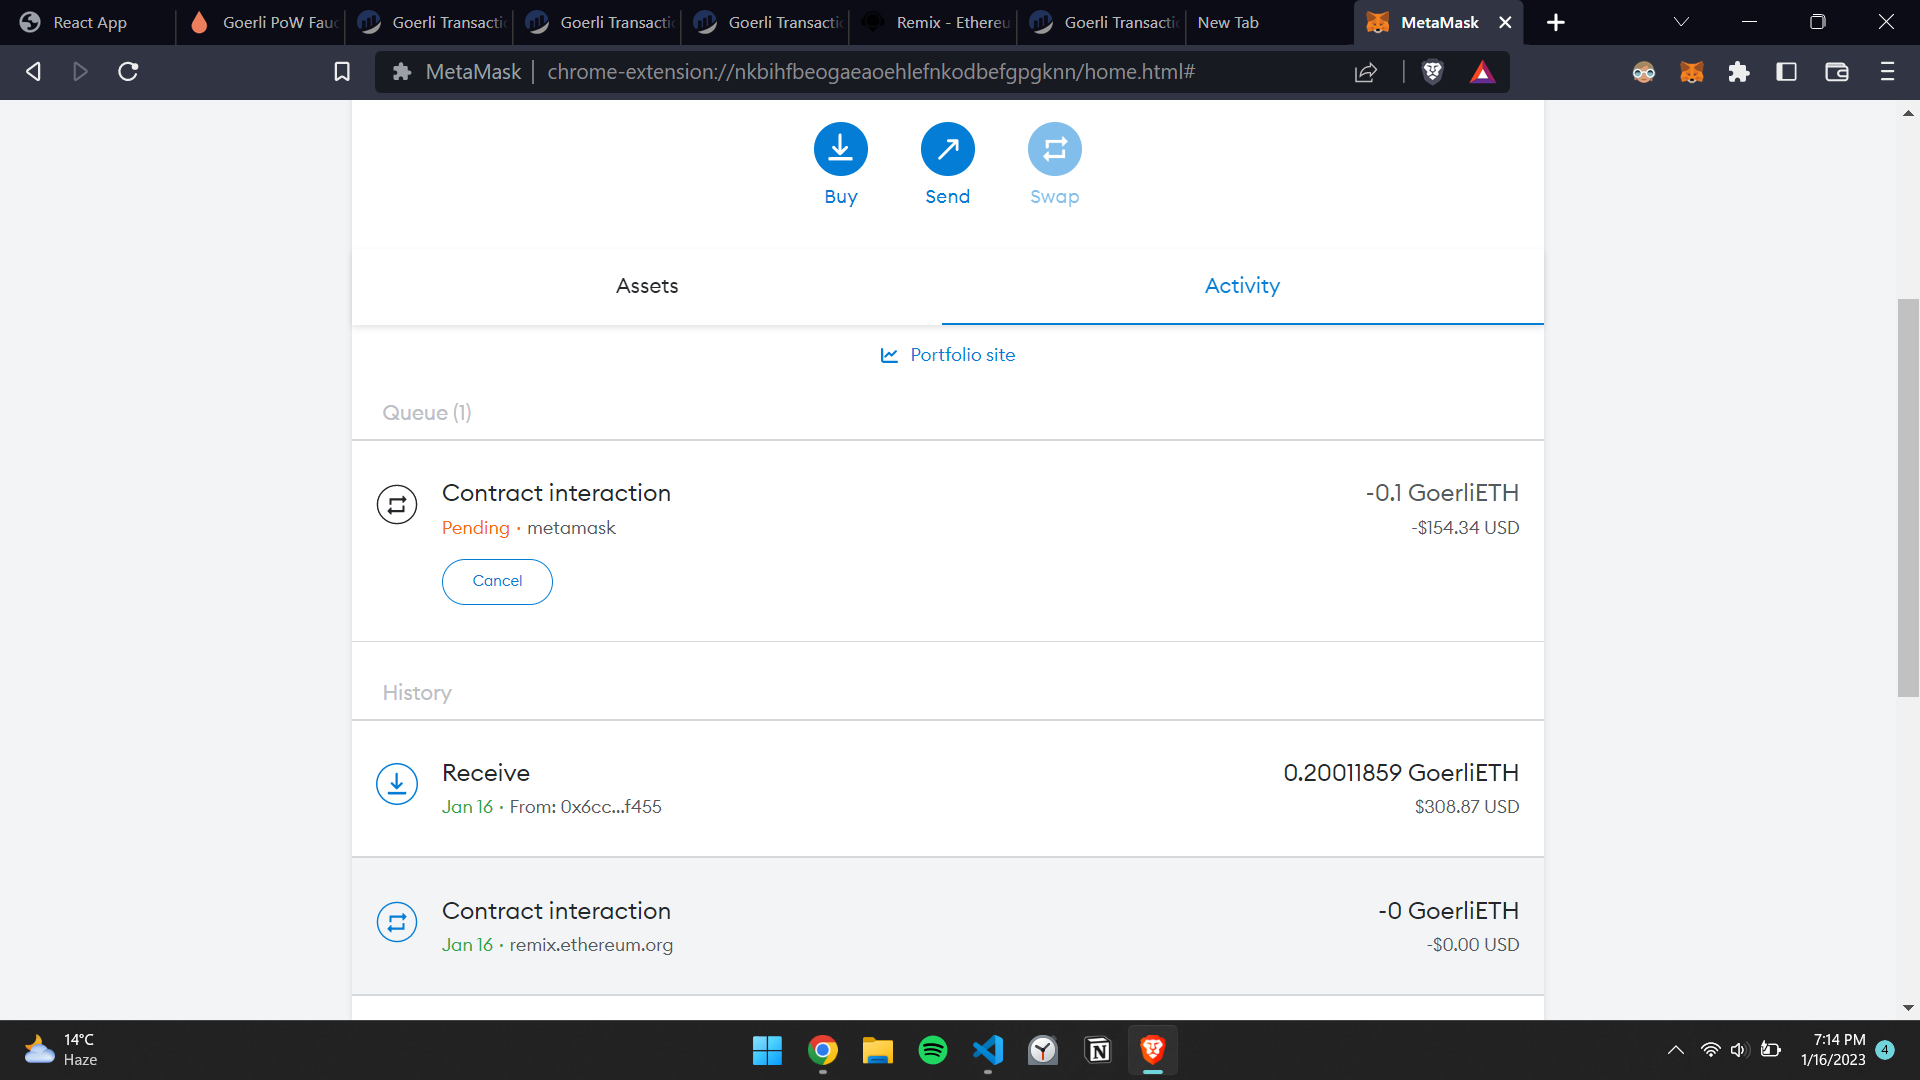 React App
Goerli PoW Fau
Goerli Transacti
Goerli Transacti
Goerli Transacti
Remix - Ethereu
Goerli Transacti
New Tab
MetaMask
MetaMask
chrome-extension://nkbihfbeogaeaoehlefnkodbefgpgknn/home.html#
Buy
Send
Swap
Assets
Activity
Portfolio site
Queue (1)
Contract interaction
-0.1 GoerliETH
Pending · metamask
-$154.34 USD
Cancel
History
Receive
0.20011859 GoerliETH
Jan 16 · From: 0x6cc...f455
$308.87 USD
Contract interaction
-0 GoerliETH
Jan 16 · remix.ethereum.org
-$0.00 USD
14°C
Haze
7:14 PM
1/16/2023
4